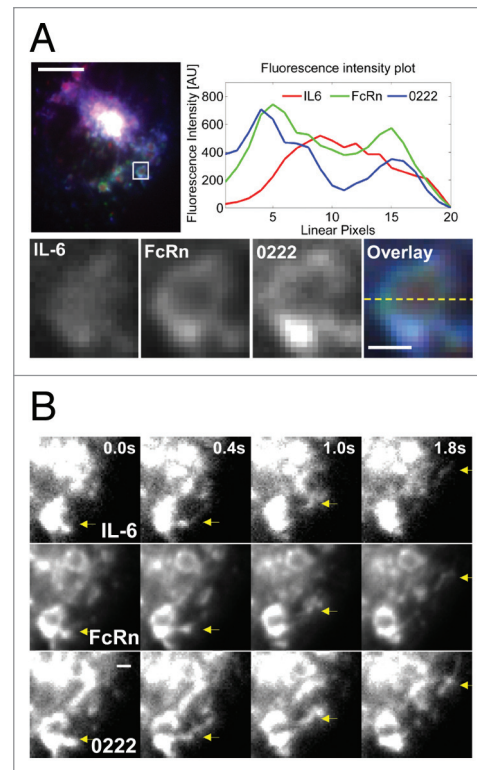 A
Fluorescence intensity plot
IL6 FcRn 0222
Fluorescence Intensity [AU]
800
600
400
200
0
5 10 15 20
Linear Pixels
IL-6 FcRn 0222 Overlay
B
0.0s 0.4s 1.0s 1.8s
IL-6
FcRn
0222